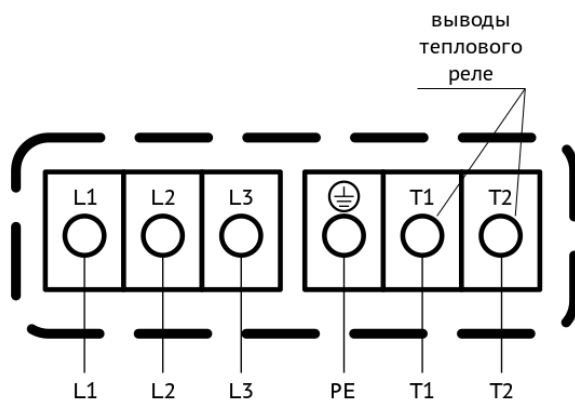 выводы
теплового
реле
L1 L2 L3 T1 T2
L1 L2 L3 PE T1 T2